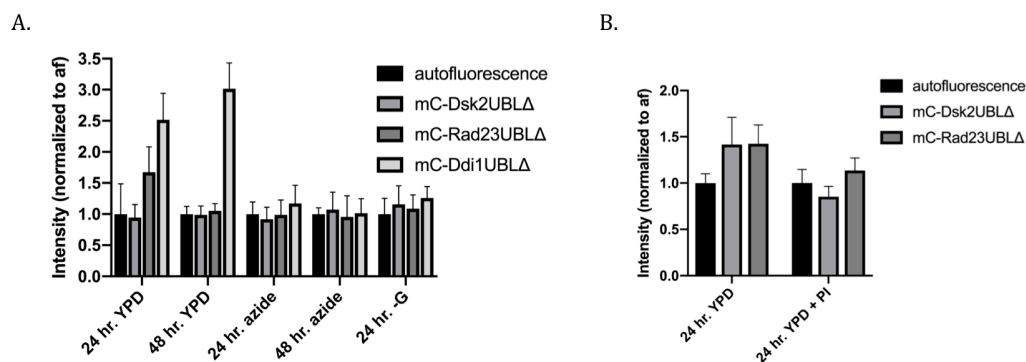 A.
B.
Intensity (normalized to af)
3.5
3.0
2.5
2.0
1.5
1.0
0.5
0.0
autofluorescence
mC-Dsk2UBLΔ
mC-Rad23UBLΔ
mC-Ddi1UBLΔ
24 hr. YPD
48 hr. YPD
24 hr. azide
48 hr. azide
24 hr. -G
Intensity (normalized to af)
2.0
1.5
1.0
0.5
0.0
autofluorescence
mC-Dsk2UBLΔ
mC-Rad23UBLΔ
24 hr. YPD
24 hr. YPD + PI